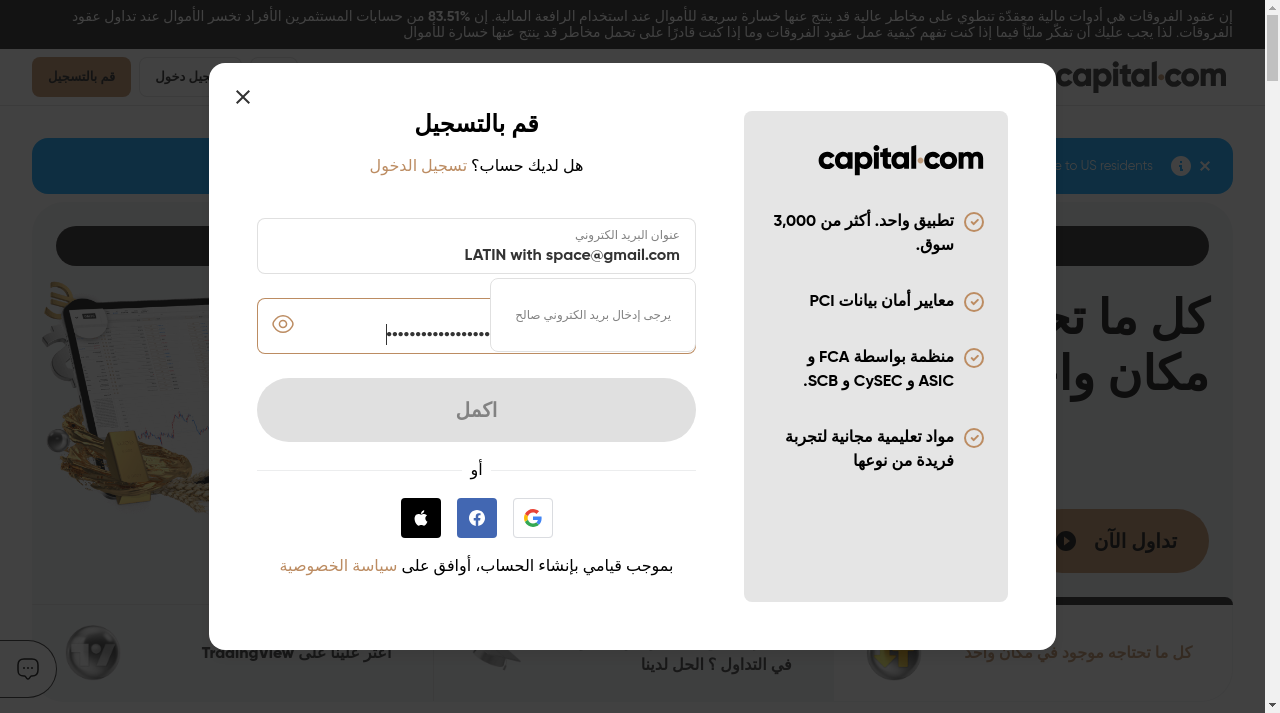 إن عقود الفروقات هي أدوات مالية معقدّة تنطوي على مخاطر عالية قد ينتج عنها خسارة سريعة للأموال عند استخدام الرافعة المالية. إن 83.51% من حسابات المستثمرين الأفراد تخسر الأموال عند تداول عقود
الفروقات. لذا يجب عليك أن تفكّر مليًّا فيما إذا كنت تفهم كيفية عمل عقود الفروقات وما إذا كنت قادرًا على تحمل مخاطر قد ينتج عنها خسارة للأموال
capital.com
دخول
قم بالتسجيل
to US residents
كل ما
مكان
تداول الآن
كل ما تحتاجه موجود في مكان واحد
في التداول ؟ الحل لدينا
اعثر علينا على TradingView
capital.com
تطبيق واحد. أكثر من 3,000
سوق.
معايير أمان بيانات PCI
منظمة بواسطة FCA و
ASIC و CySEC و SCB.
مواد تعليمية مجانية لتجربة
فريدة من نوعها
قم بالتسجيل
هل لديك حساب؟ تسجيل الدخول
عنوان البريد الكتروني
LATIN with space@gmail.com
يرجى إدخال بريد الكتروني صالح
اكمل
أو
بموجب قيامي بإنشاء الحساب، أوافق على سياسة الخصوصية